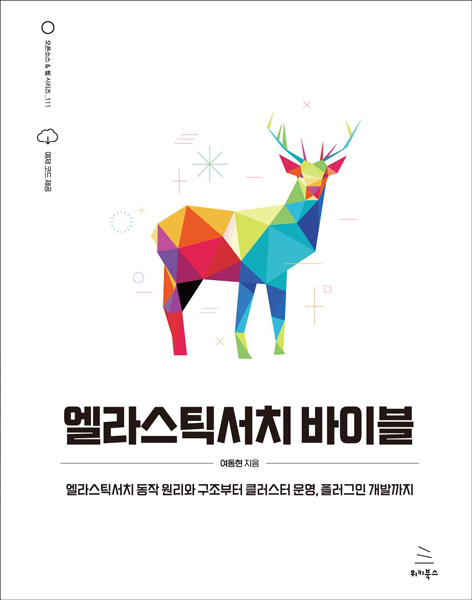 오픈소스 & 웹 시리즈_111
예제 코드 제공
엘라스틱서치 바이블
여동현 지음
엘라스틱서치 동작 원리와 구조부터 클러스터 운영, 플러그인 개발까지
위키북스